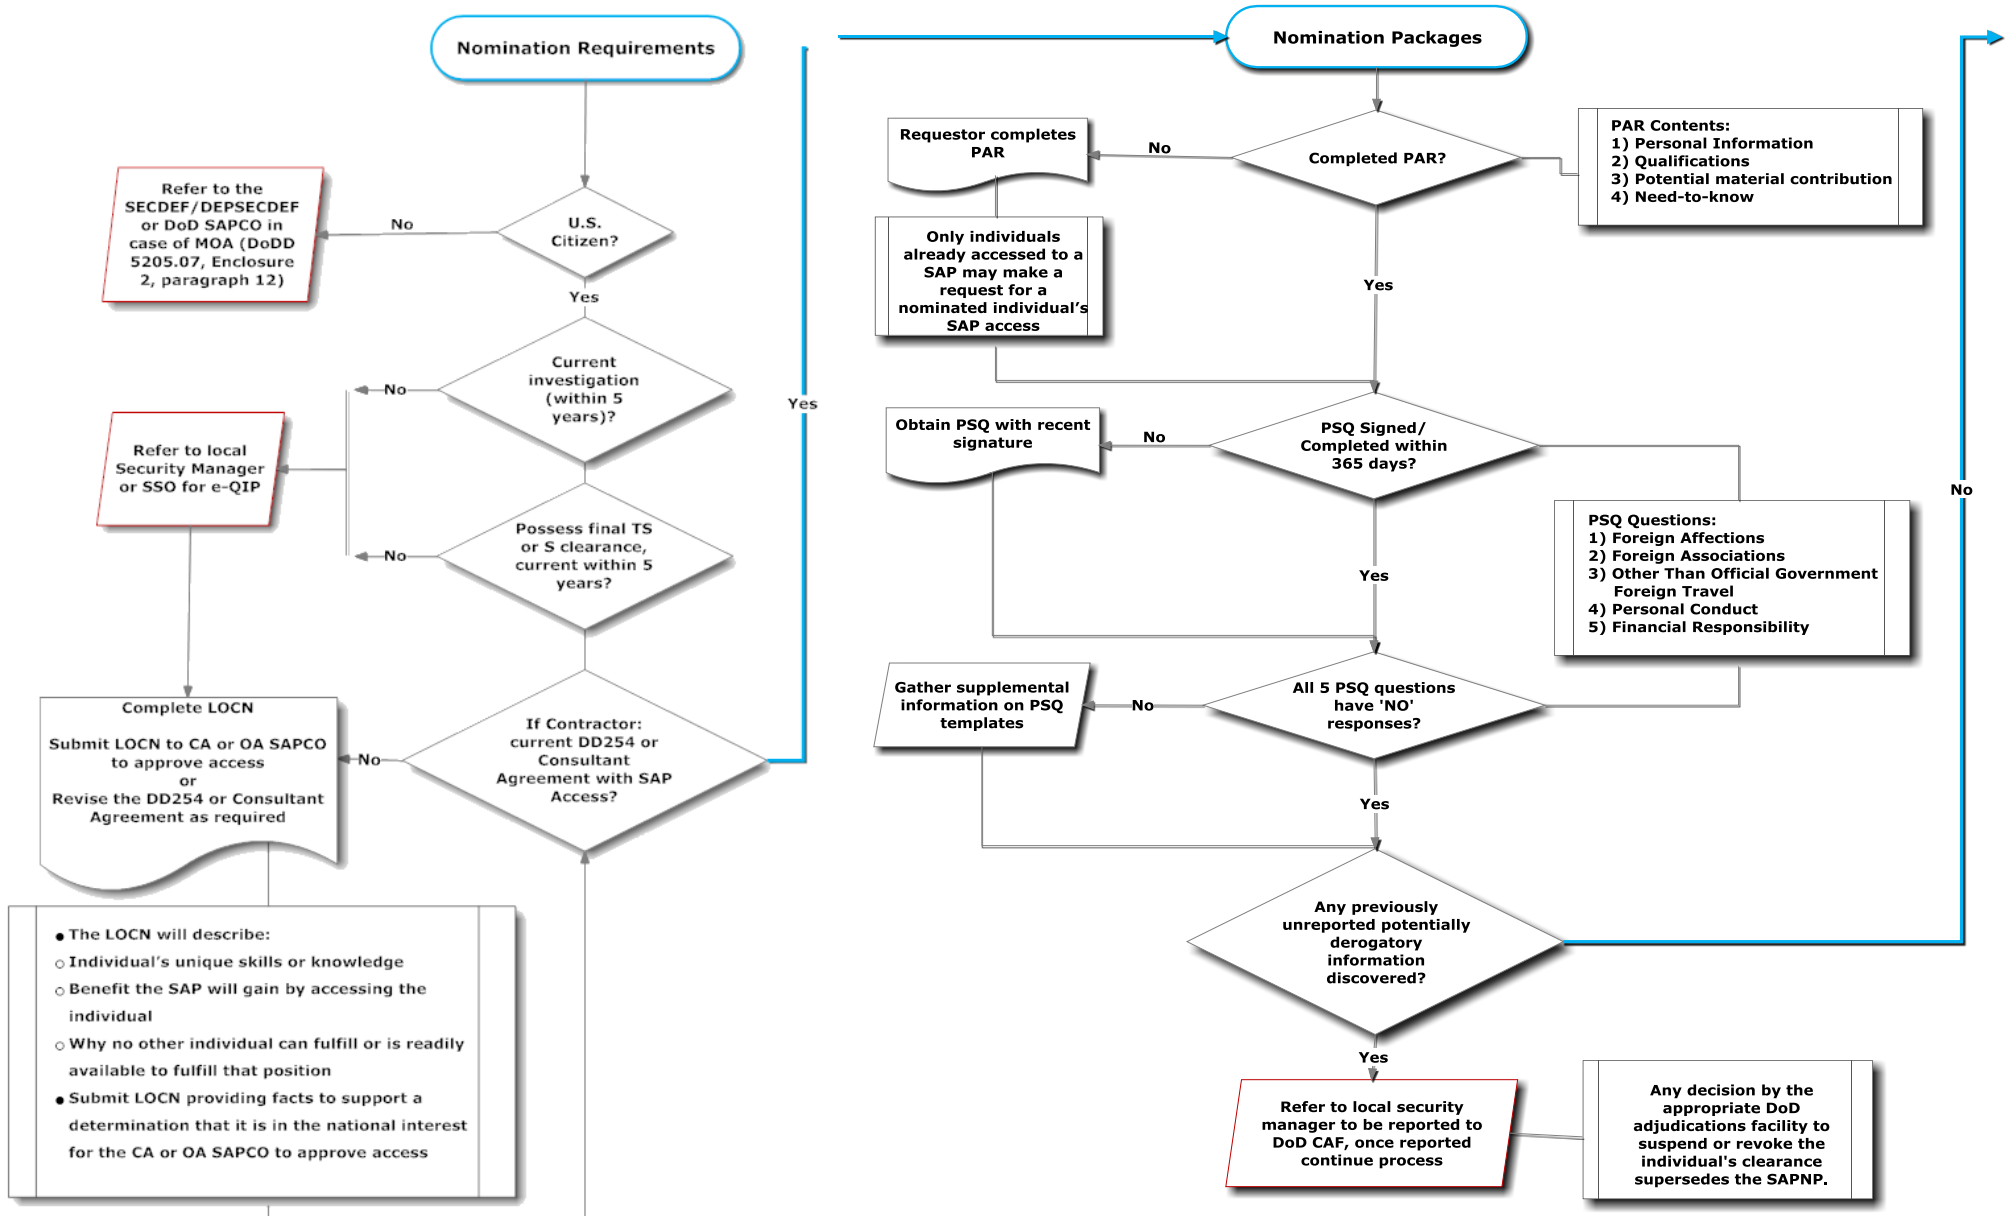 Nomination Requirements
U.S.
Citizen?
No
Refer to the
SECDEF/DEPSECDEF
or DoD SAPCO in
case of MOA (DoDD
5205.07, Enclosure
2, paragraph 12)
Yes
Current
investigation
(within 5
years)?
No
Refer to local
Security Manager
or SSO for e-QIP
Possess final TS
or S clearance,
current within 5
years?
No
If Contractor:
current DD254 or
Consultant
Agreement with SAP
Access?
No
Yes
Complete LOCN
Submit LOCN to CA or OA SAPCO
to approve access
or
Revise the DD254 or Consultant
Agreement as required
● The LOCN will describe:
○ Individual's unique skills or knowledge
○ Benefit the SAP will gain by accessing the
individual
○ Why no other individual can fulfill or is readily
available to fulfill that position
● Submit LOCN providing facts to support a
determination that it is in the national interest
for the CA or OA SAPCO to approve access
Nomination Packages
Completed PAR?
No
Requestor completes
PAR
Only individuals
already accessed to a
SAP may make a
request for a
nominated individual's
SAP access
PAR Contents:
1) Personal Information
2) Qualifications
3) Potential material contribution
4) Need-to-know
Yes
PSQ Signed/
Completed within
365 days?
No
Obtain PSQ with recent
signature
PSQ Questions:
1) Foreign Affections
2) Foreign Associations
3) Other Than Official Government
Foreign Travel
4) Personal Conduct
5) Financial Responsibility
Yes
All 5 PSQ questions
have 'NO'
responses?
No
Gather supplemental
information on PSQ
templates
Yes
Any previously
unreported potentially
derogatory
information
discovered?
No
Yes
Refer to local security
manager to be reported to
DoD CAF, once reported
continue process
Any decision by the
appropriate DoD
adjudications facility to
suspend or revoke the
individual's clearance
supersedes the SAPNP.